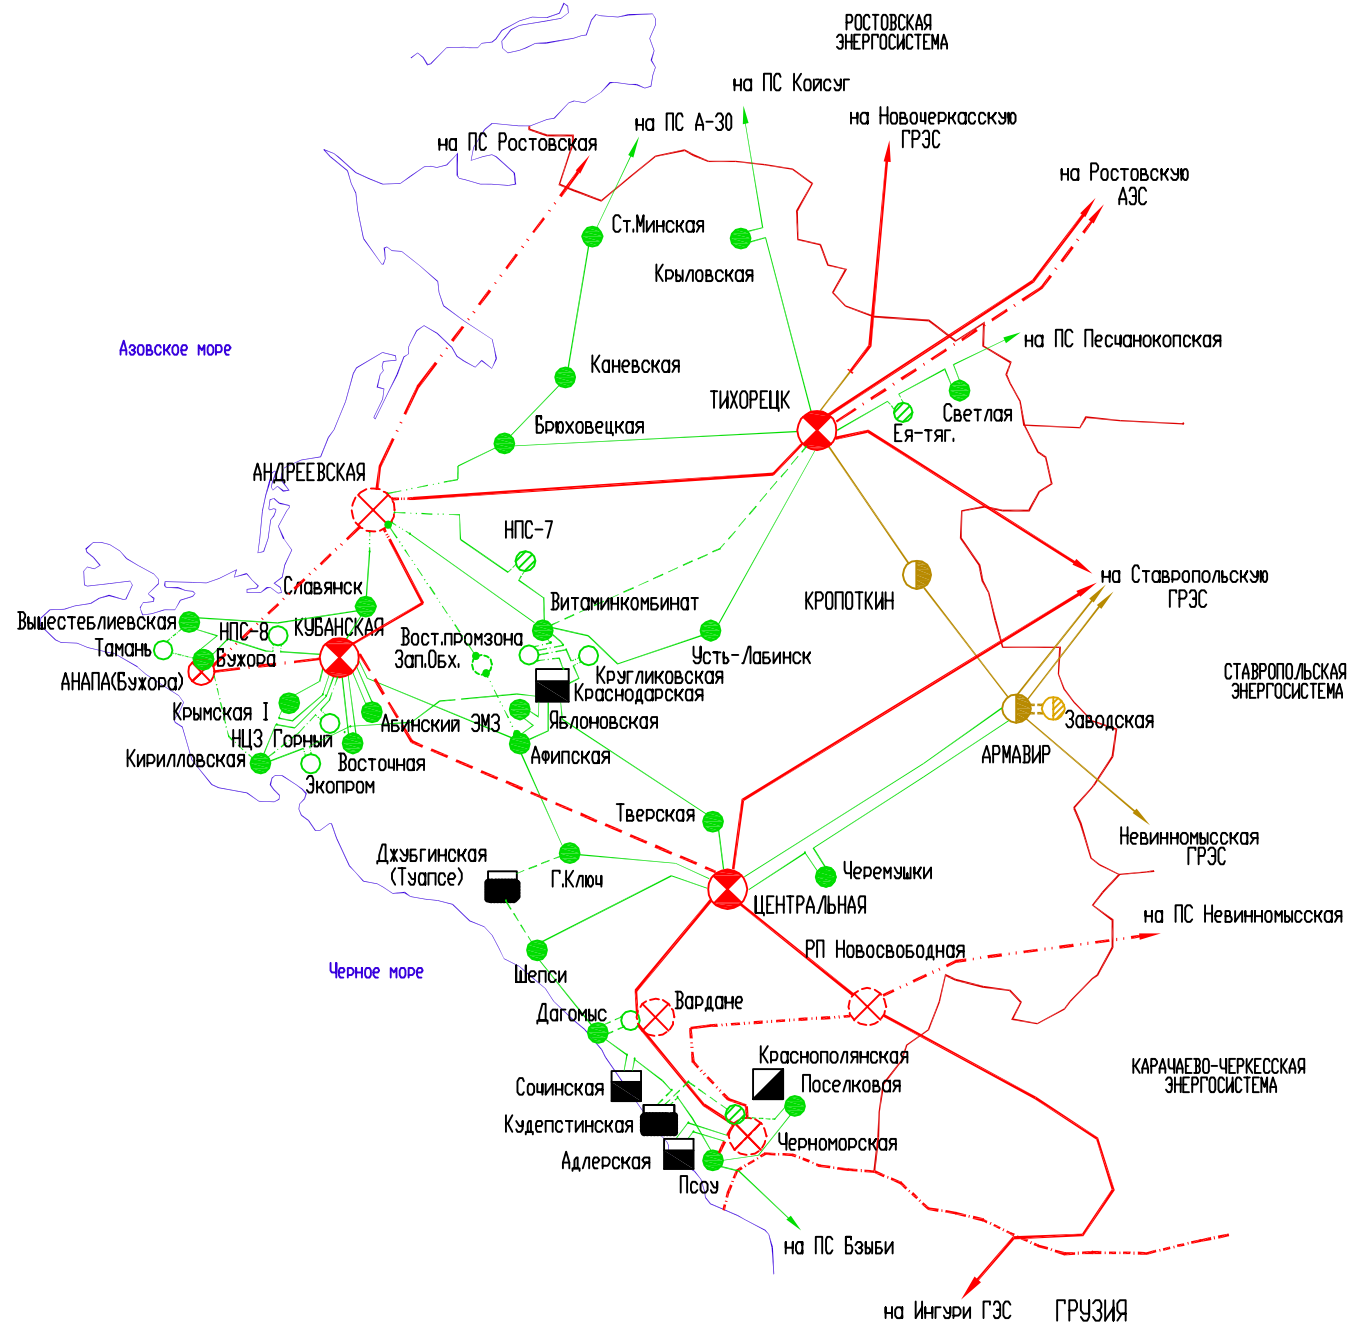 РОСТОВСКАЯ
ЭНЕРГОСИСТЕМА
на ПС Койсуг
на Новочеркасскую
ГРЭС
на ПС А-30
на ПС Ростовская
на Ростовскую
АЭС
Ст.Минская
Крыловская
на ПС Песчанокопская
Азовское море
Каневская
ТИХОРЕЦК
Светлая
Ея-тяг.
Брюховецкая
АНДРЕЕВСКАЯ
НПС-7
на Ставропольскую
ГРЭС
Славянск
КРОПОТКИН
Витаминкомбинат
Вышестеблиевская
НПС-8
КУБАНСКАЯ
Вост.промзона
Зап.Обх.
Тамань
Бужора
Усть-Лабинск
АНАПА(Бужора)
Кругликовская
Краснодарская
СТАВРОПОЛЬСКАЯ
ЭНЕРГОСИСТЕМА
Крымская I
Абинский ЭМЗ
Яблоновская
Заводская
НЦЗ
Горный
Кирилловская
Восточная
Афипская
АРМАВИР
Экопром
Тверская
Невинномысская
ГРЭС
Джубгинская
(Туапсе)
Г.Ключ
Черемушки
ЦЕНТРАЛЬНАЯ
на ПС Невинномысская
РП Новосвободная
Черное море
Шепси
Вардане
Дагомыс
Краснополянская
Поселковая
КАРАЧАЕВО-ЧЕРКЕССКАЯ
ЭНЕРГОСИСТЕМА
Сочинская
Кудепстинская
Черноморская
Адлерская
Псоу
на ПС Бзыби
на Ингури ГЭС
ГРУЗИЯ